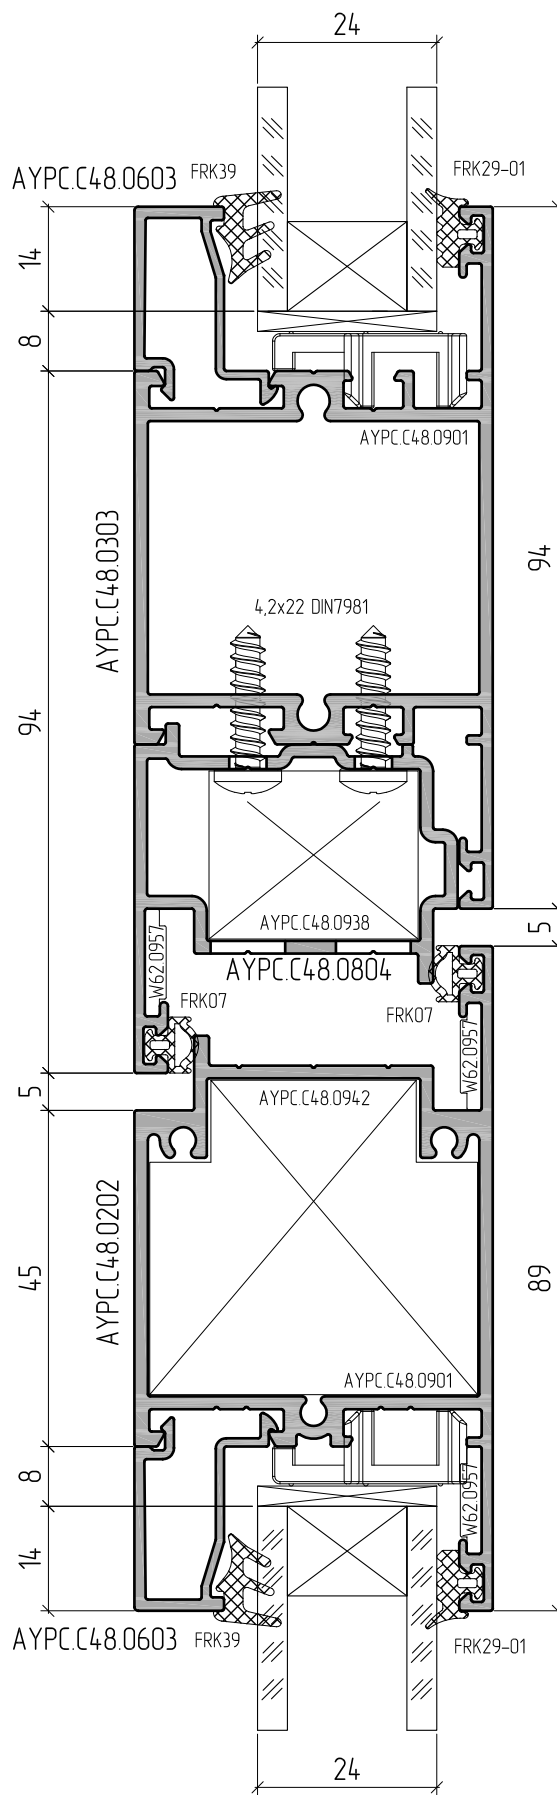 24
FRK39
FRK29-01
AYPC.C48.0603
14
8
AYPC.C48.0901
AYPC.C48.0303
94
4,2x22 DIN7981
94
AYPC.C48.0938
5
AYPC.C48.0804
W62.0957
FRK07
FRK07
W62.0957
5
AYPC.C48.0942
AYPC.C48.0202
45
89
AYPC.C48.0901
8
W62.0957
14
AYPC.C48.0603
FRK39
FRK29-01
24